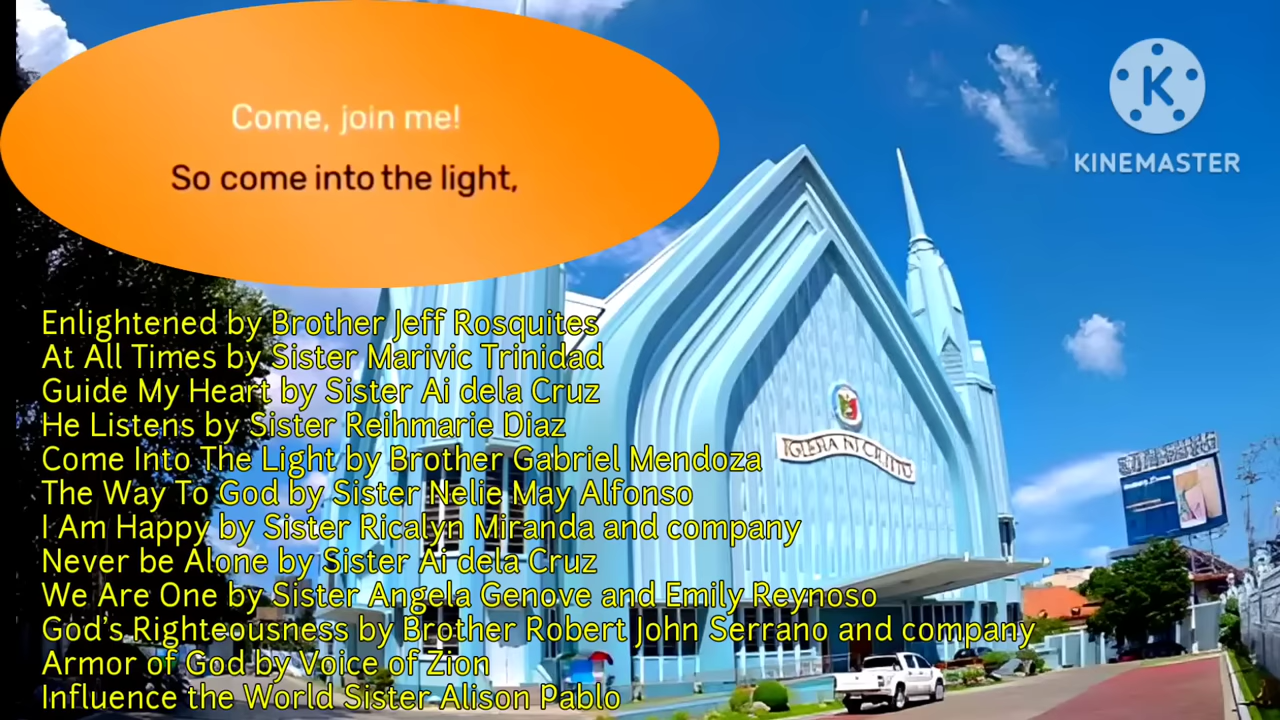 Come, join me!
So come into the light,
KINEMASTER
Enlightened by Brother Jeff Rosquites
At All Times by Sister Marivic Trinidad
Guide My Heart by Sister Ai dela Cruz
He Listens by Sister Reihmarie Diaz
Come Into The Light by Brother Gabriel Mendoza
The Way To God by Sister Nelie May Alfonso
I Am Happy by Sister Ricalyn Miranda and company
Never be Alone by Sister Ai dela Cruz
We Are One by Sister Angela Genove and Emily Reynoso
God's Righteousness by Brother Robert John Serrano and company
Armor of God by Voice of Zion
Influence the World Sister Alison Pablo
IGLESIA NI CRISTO